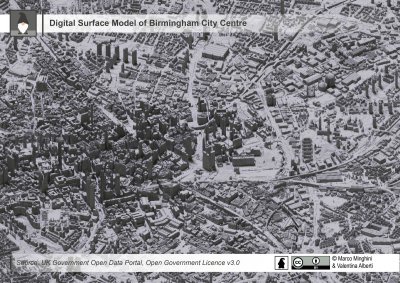 Digital Surface Model of Birmingham City Centre
Source: UK Government Open Data Portal, Open Government Licence v3.0
© Marco Minghini
& Valentina Alberti